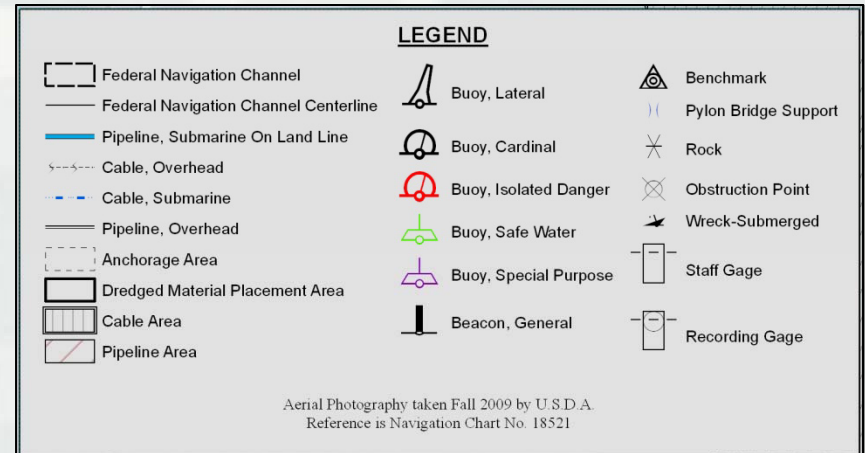 LEGEND
Federal Navigation Channel
Federal Navigation Channel Centerline
Pipeline, Submarine On Land Line
Cable, Overhead
Cable, Submarine
Pipeline, Overhead
Anchorage Area
Dredged Material Placement Area
Cable Area
Pipeline Area
Buoy, Lateral
Buoy, Cardinal
Buoy, Isolated Danger
Buoy, Safe Water
Buoy, Special Purpose
Beacon, General
Benchmark
Pylon Bridge Support
Rock
Obstruction Point
Wreck-Submerged
Staff Gage
Recording Gage
Aerial Photography taken Fall 2009 by U.S.D.A.
Reference is Navigation Chart No. 18521